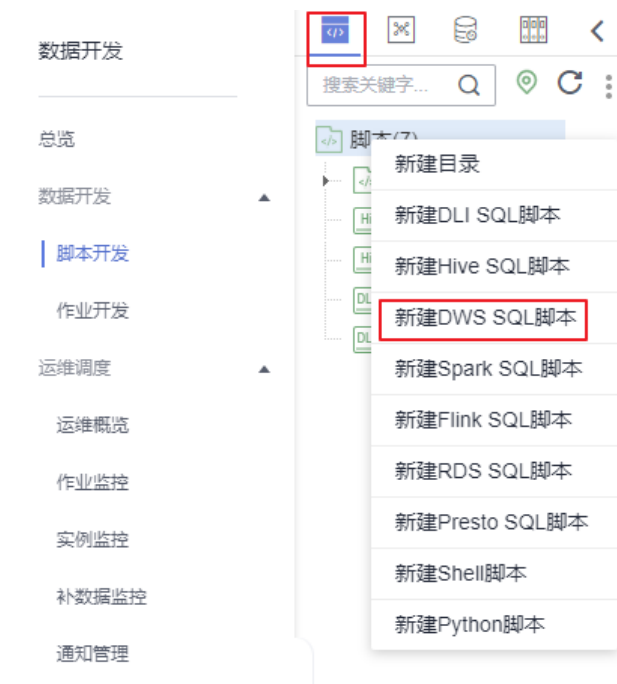 数据开发
总览
数据开发
脚本开发
作业开发
运维调度
运维概览
作业监控
实例监控
补数据监控
通知管理
搜索关键字...
脚本(7)
Hi
Hi
DL
DL
新建目录
新建DLI SQL脚本
新建Hive SQL脚本
新建DWS SQL脚本
新建Spark SQL脚本
新建Flink SQL脚本
新建RDS SQL脚本
新建Presto SQL脚本
新建Shell脚本
新建Python脚本